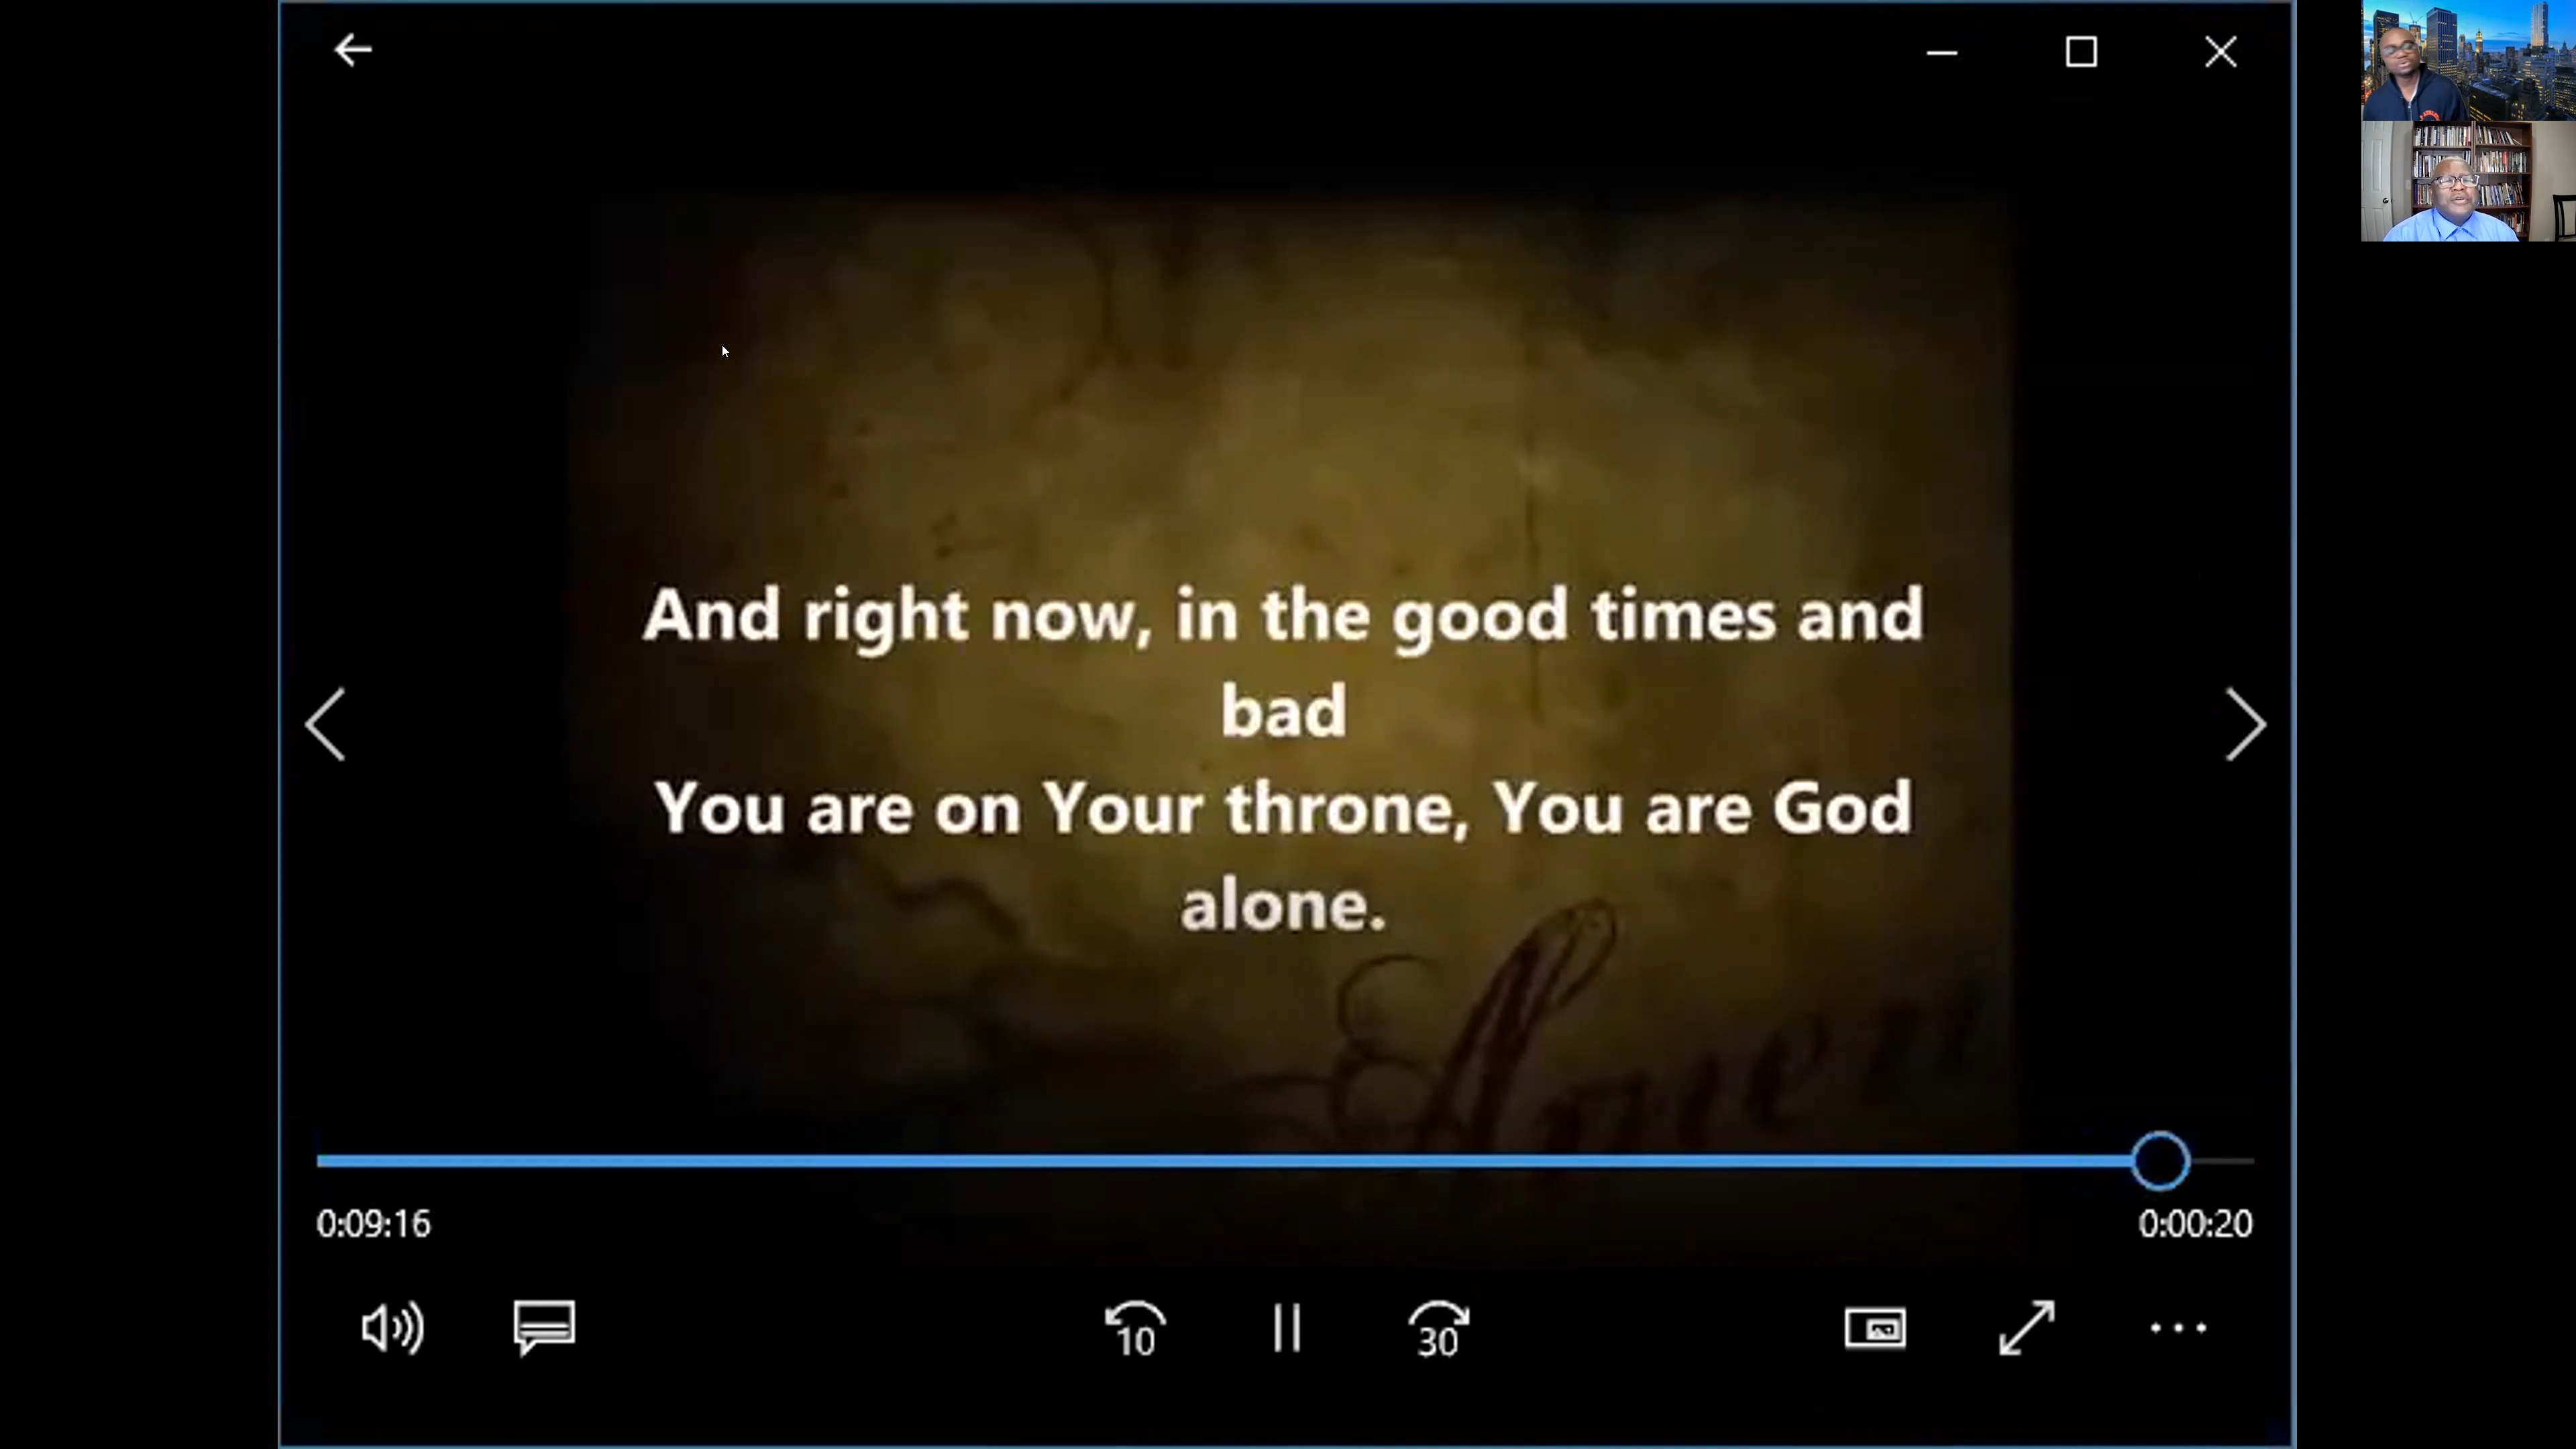 And right now, in the good times and
bad
You are on Your throne, You are God
alone.
Amen
0:09:16
0:00:20
10
30